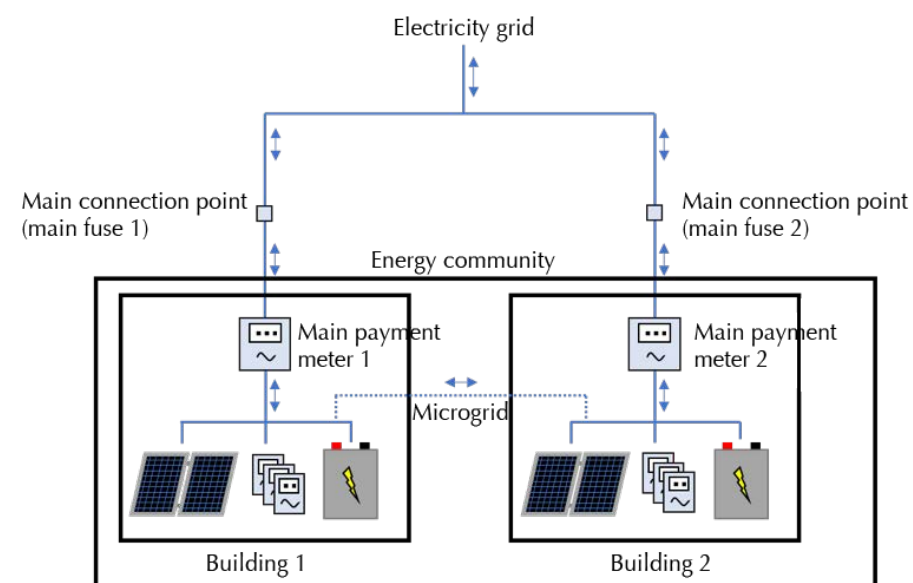 Electricity grid
Main connection point
(main fuse 1)
Main connection point
(main fuse 2)
Energy community
Main payment
meter 1
Main payment
meter 2
Microgrid
Building 1
Building 2